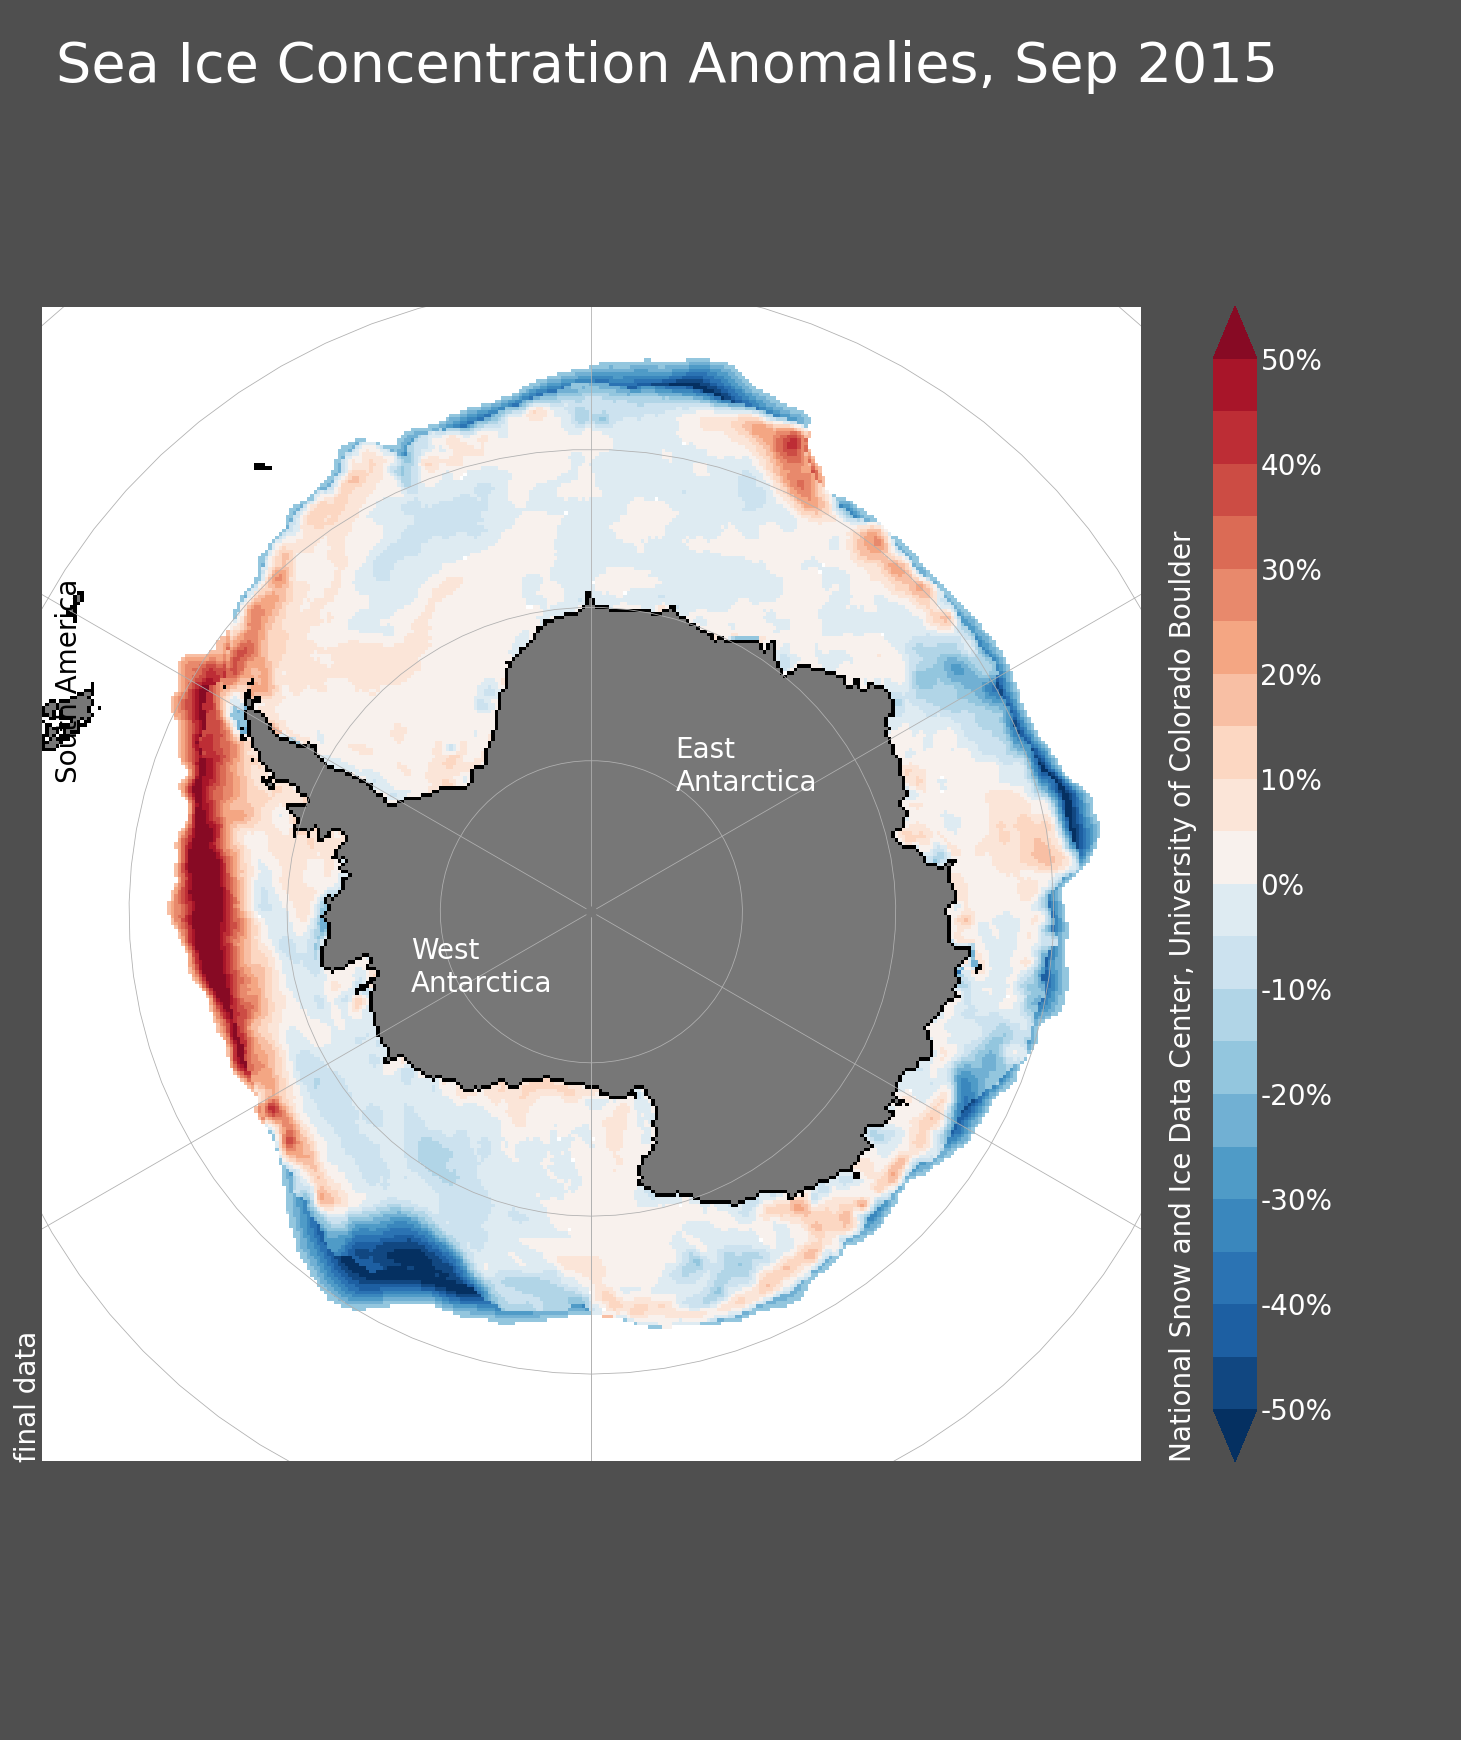 Sea Ice Concentration Anomalies, Sep 2015
South America
East
Antarctica
West
Antarctica
final data
National Snow and Ice Data Center, University of Colorado Boulder
50%
40%
30%
20%
10%
0%
-10%
-20%
-30%
-40%
-50%